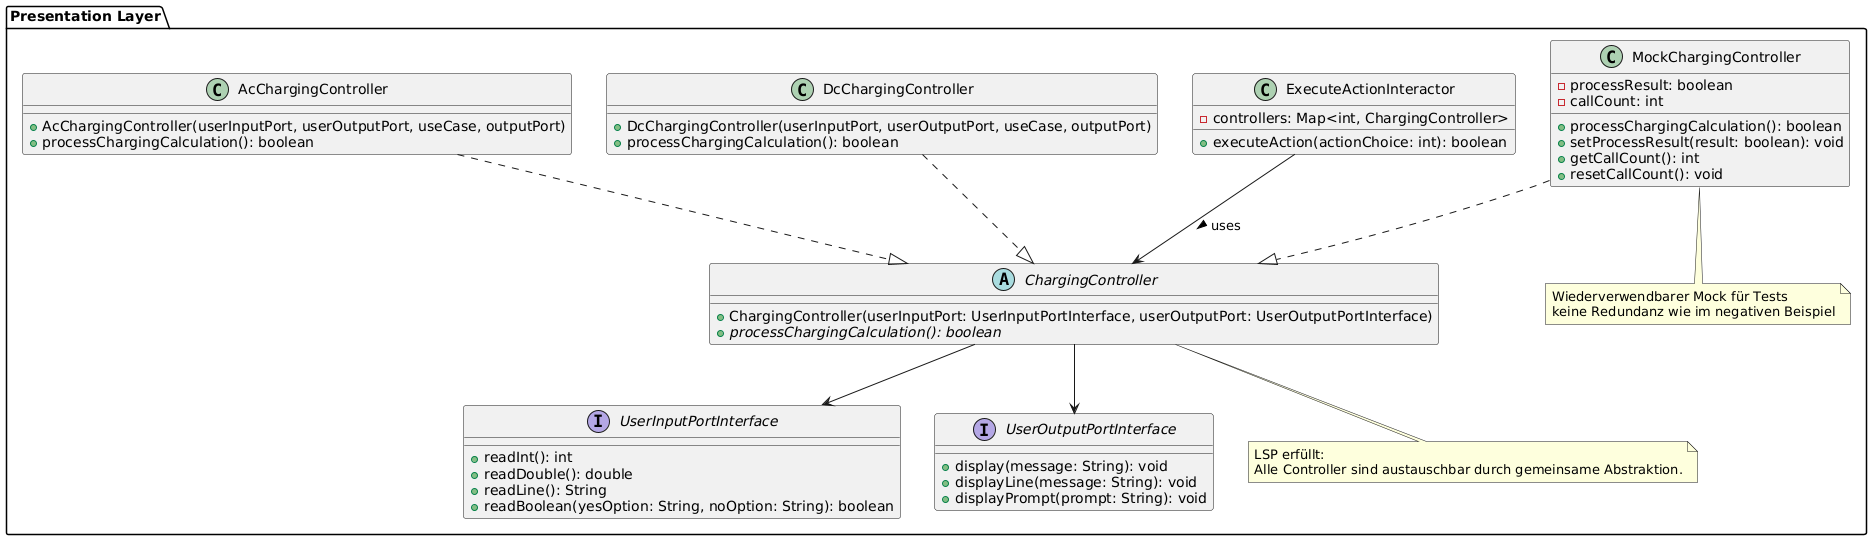 Presentation Layer
C AcChargingController
AcChargingController(userInputPort, userOutputPort, useCase, outputPort)
processChargingCalculation(): boolean
C DcChargingController
DcChargingController(userInputPort, userOutputPort, useCase, outputPort)
processChargingCalculation(): boolean
C ExecuteActionInteractor
controllers: Map<int, ChargingController>
executeAction(actionChoice: int): boolean
C MockChargingController
processResult: boolean
callCount: int
processChargingCalculation(): boolean
setProcessResult(result: boolean): void
getCallCount(): int
resetCallCount(): void
uses
A ChargingController
ChargingController(userInputPort: UserInputPortInterface, userOutputPort: UserOutputPortInterface)
processChargingCalculation(): boolean
Wiederverwendbarer Mock für Tests
keine Redundanz wie im negativen Beispiel
I UserInputPortInterface
readInt(): int
readDouble(): double
readLine(): String
readBoolean(yesOption: String, noOption: String): boolean
I UserOutputPortInterface
display(message: String): void
displayLine(message: String): void
displayPrompt(prompt: String): void
LSP erfüllt:
Alle Controller sind austauschbar durch gemeinsame Abstraktion.